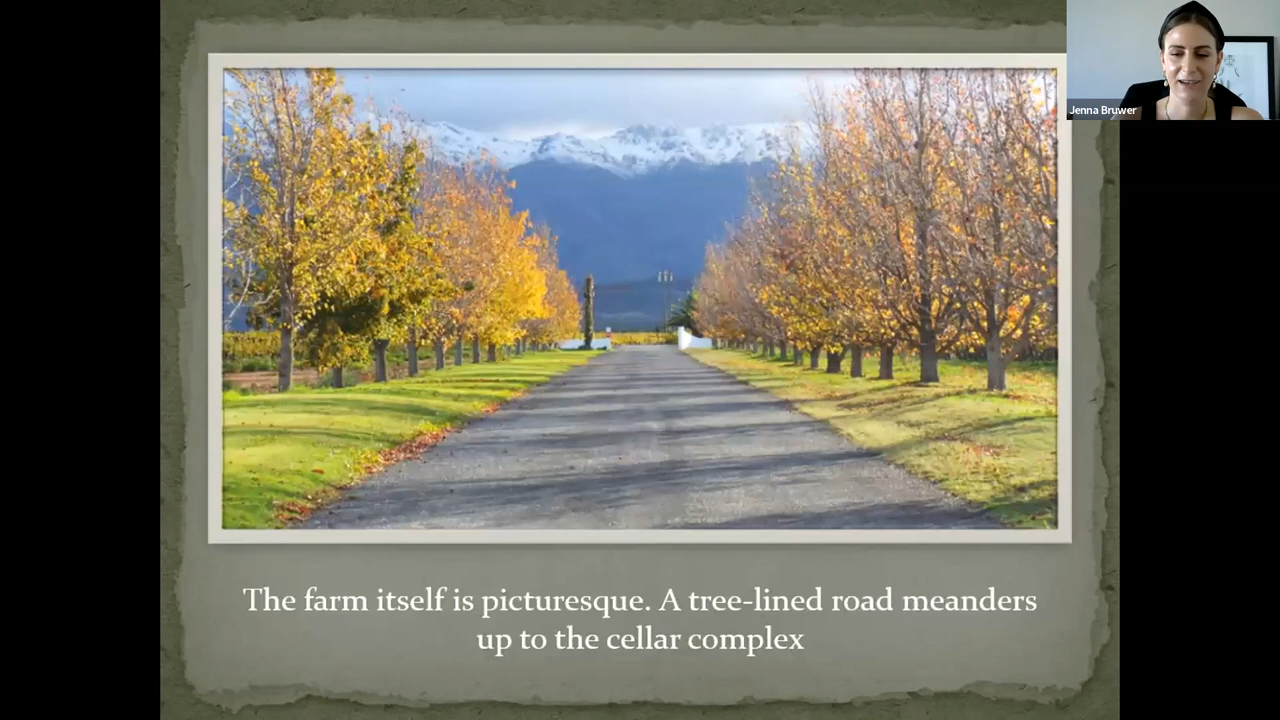 Jenna Bruwer
The farm itself is picturesque. A tree-lined road meanders
up to the cellar complex